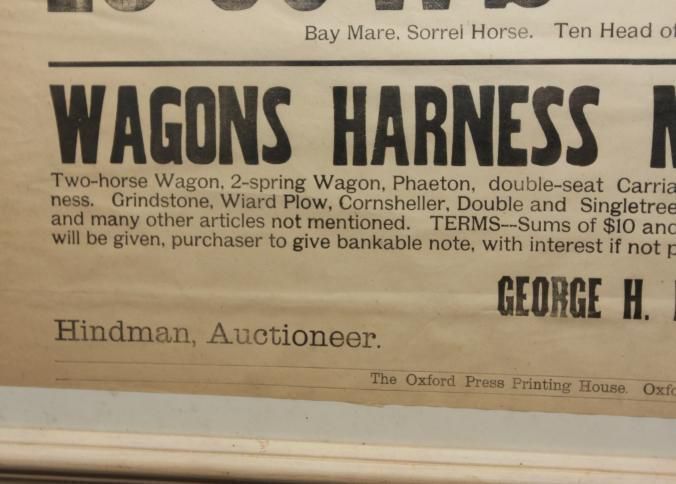 Bay Mare, Sorrel Horse. Ten Head of
WAGONS HARNESS
Two-horse Wagon, 2-spring Wagon, Phaeton, double-seat
ness. Grindstone, Wiard Plow, Cornsheller, Double and
and many other articles not mentioned. TERMS--Sums of $10 and
will be given, purchaser to give bankable note, with interest if not
GEORGE H.
Hindman, Auctioneer.
The Oxford Press Printing House.